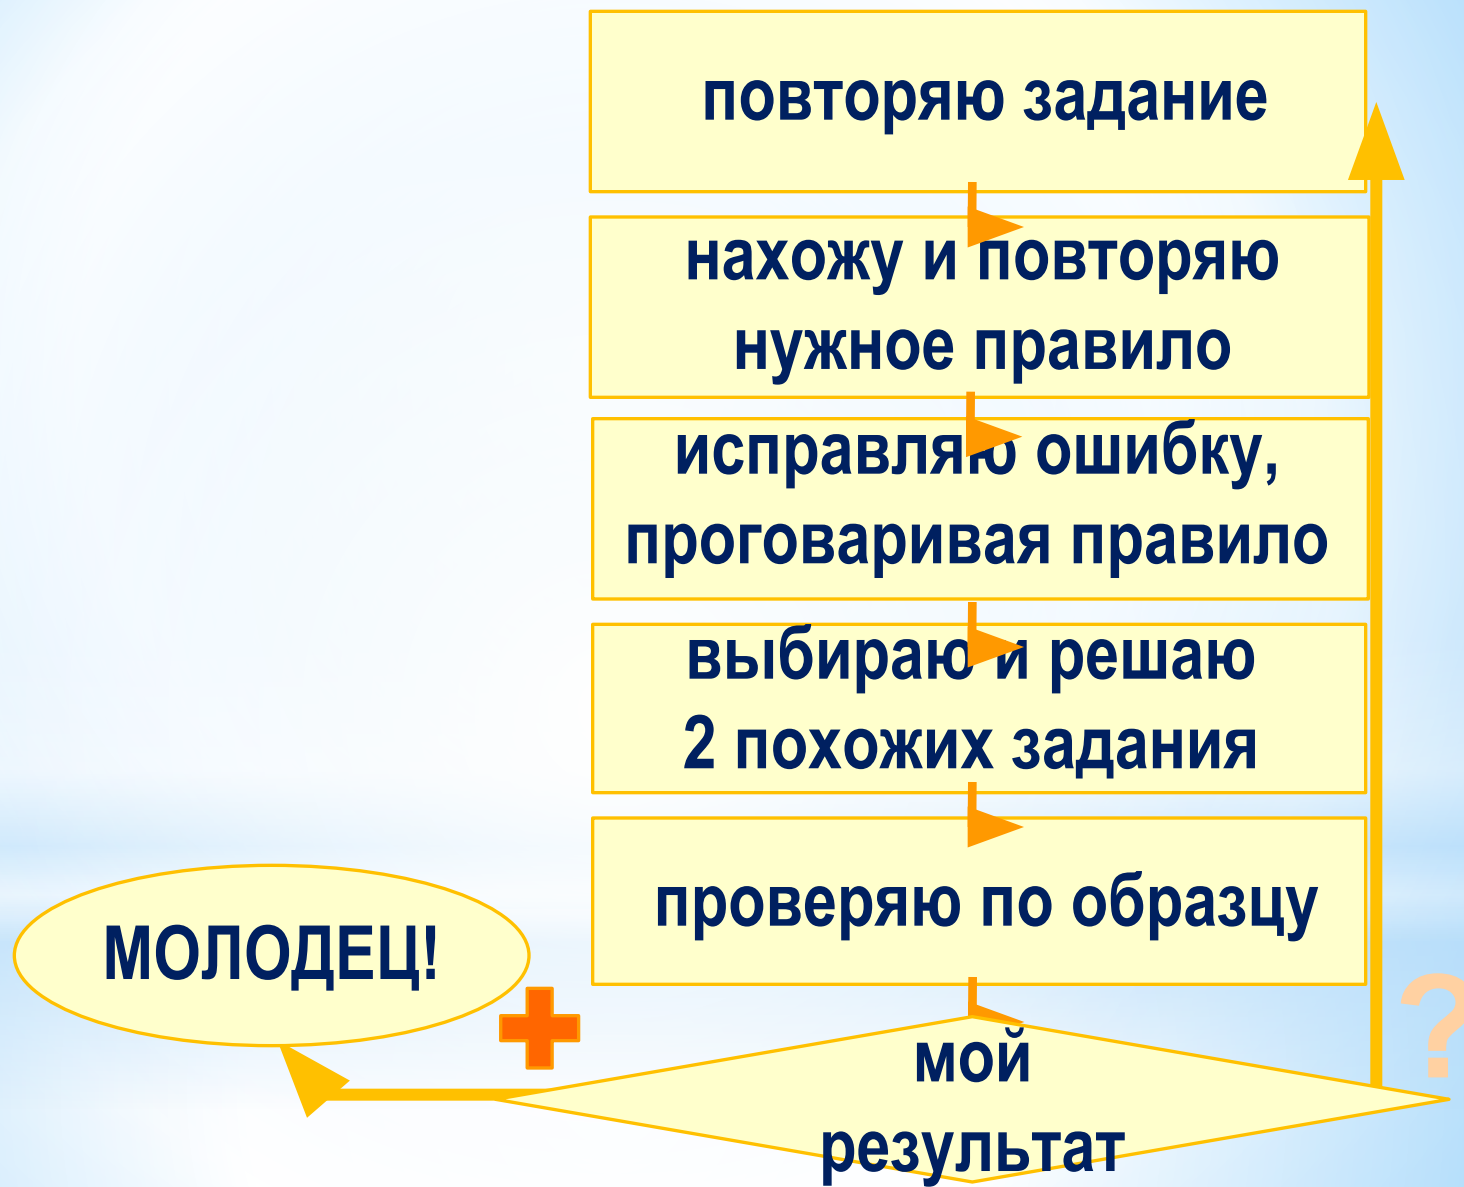 повторяю задание
нахожу и повторяю
нужное правило
исправляю ошибку,
проговаривая правило
выбираю и решаю
2 похожих задания
проверяю по образцу
МОЛОДЕЦ!
?
мой
результат